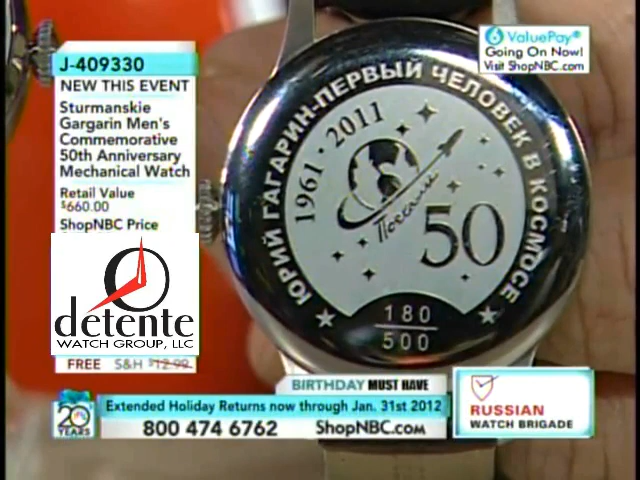 J-409330
NEW THIS EVENT
Sturmanskie
Gargarin Men's
Commemorative
50th Anniversary
Mechanical Watch
Retail Value
$660.00
ShopNBC Price
detente
WATCH GROUP, LLC
FREE S&H $12.99
6 ValuePay®
Going On Now!
Visit ShopNBC.com
ЮРИЙ ГАГАРИН-ПЕРВЫЙ ЧЕЛОВЕК В КОСМОСЕ
1961·2011
Поехали
50
180
500
BIRTHDAY MUST HAVE
20 YEARS
Extended Holiday Returns now through Jan. 31st 2012
800 474 6762 ShopNBC.com
RUSSIAN
WATCH BRIGADE